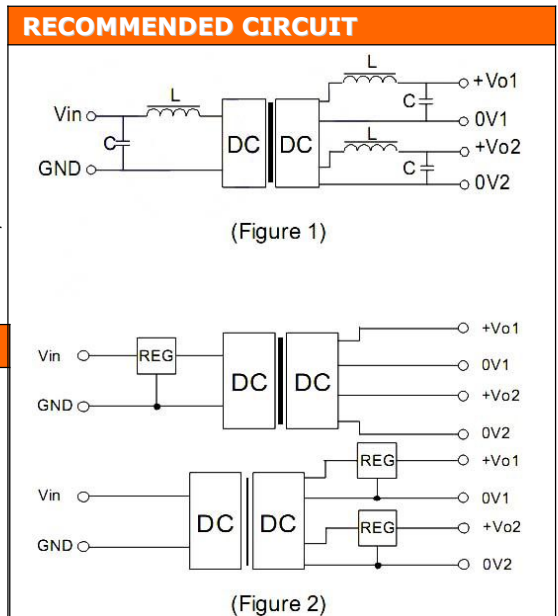 RECOMMENDED CIRCUIT
L
+Vo1
L
C
Vin
0V1
C
DC
DC
L
+Vo2
GND
C
0V2
(Figure 1)
+Vo1
Vin
REG
0V1
DC
DC
+Vo2
GND
0V2
REG
+Vo1
Vin
0V1
DC
DC
REG
+Vo2
GND
0V2
(Figure 2)